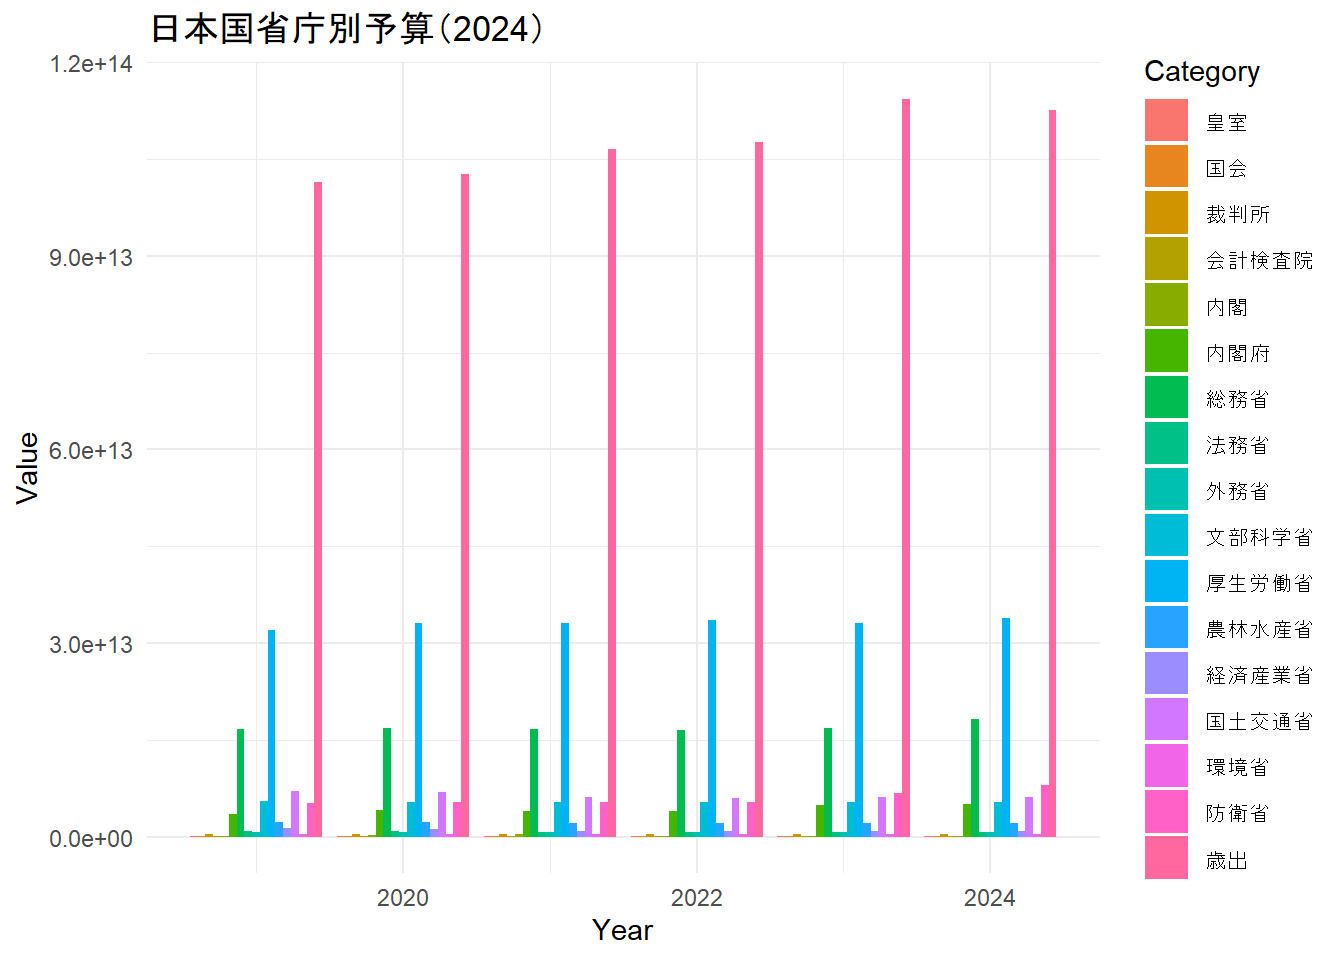 日本国省庁別予算(2024)
1.2e+14
9.0e+13
6.0e+13
3.0e+13
0.0e+00
Value
2020
2022
2024
Year
Category
皇室
国会
裁判所
会計検査院
内閣
内閣府
総務省
法務省
外務省
文部科学省
厚生労働省
農林水産省
経済産業省
国土交通省
環境省
防衛省
歳出